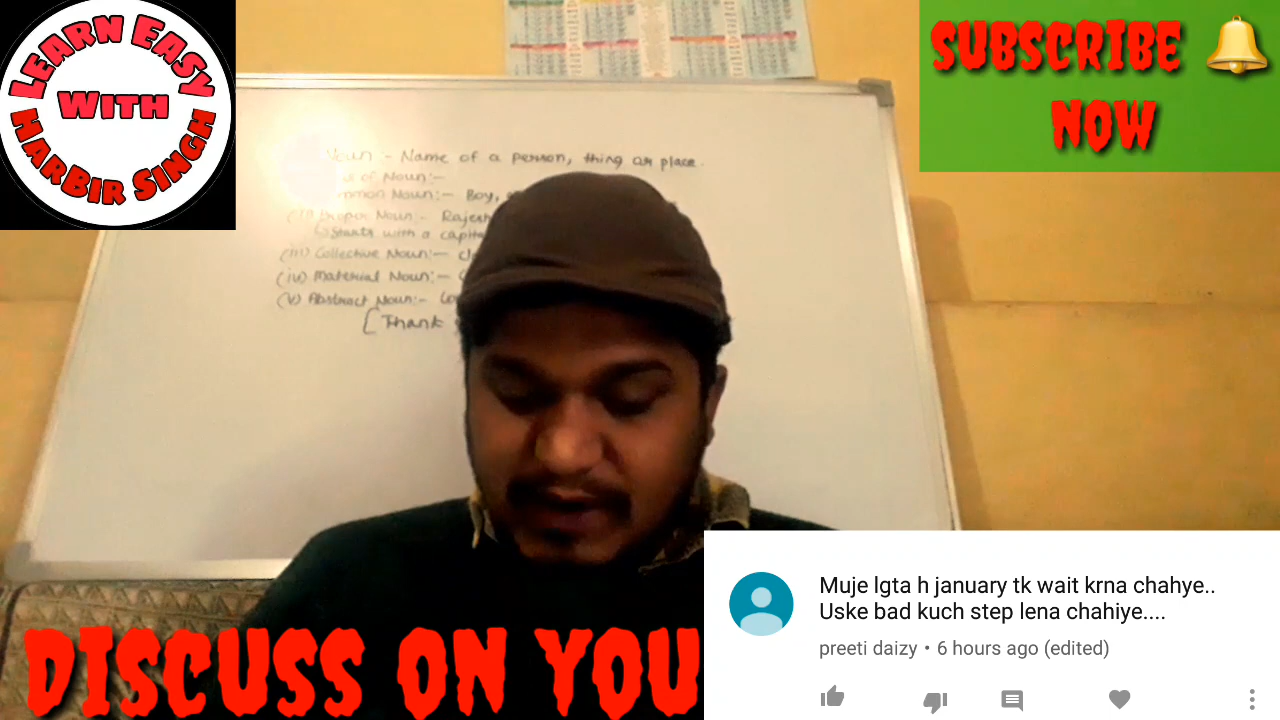 LEARN EASY
WITH
HARBIR SINGH
SUBSCRIBE 🔔
NOW
Noun :- Name of a person, thing or place.
of Noun:-
mmon Noun:- Boy,
Proper Noun:- Rajesh
Starts with a capita
(iii) Collective Noun:-
(iv) Material Noun:-
(v) Abstract Noun:-
[Thank
DISCUSS ON YOU
Muje lgta h january tk wait krna chahye..
Uske bad kuch step lena chahiye....
preeti daizy • 6 hours ago (edited)